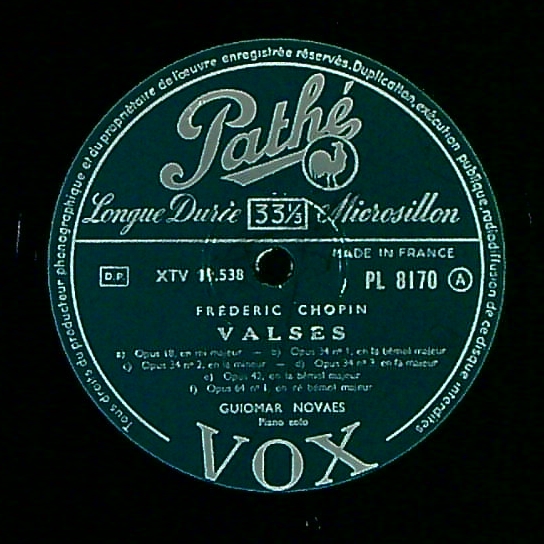 Tous droits du producteur phonographique et du propriétaire de l'œuvre enregistrée réservés. Duplication, exécution publique, radiodiffusion de ce disque interdites
Pathé
Longue Durée 33⅓ Microsillon
MADE IN FRANCE
D.P. XTV 11.538 PL 8170 A
FRÉDERIC CHOPIN
VALSES
a) Opus 18, en mi majeur — b) Opus 34 nº 1, en la bémol majeur
c) Opus 34 nº 2, en la mineur — d) Opus 34 nº 3, en fa majeur
e) Opus 42, en la bémol majeur
f) Opus 64 nº 1, en ré bémol majeur
GUIOMAR NOVAES
Piano solo
VOX